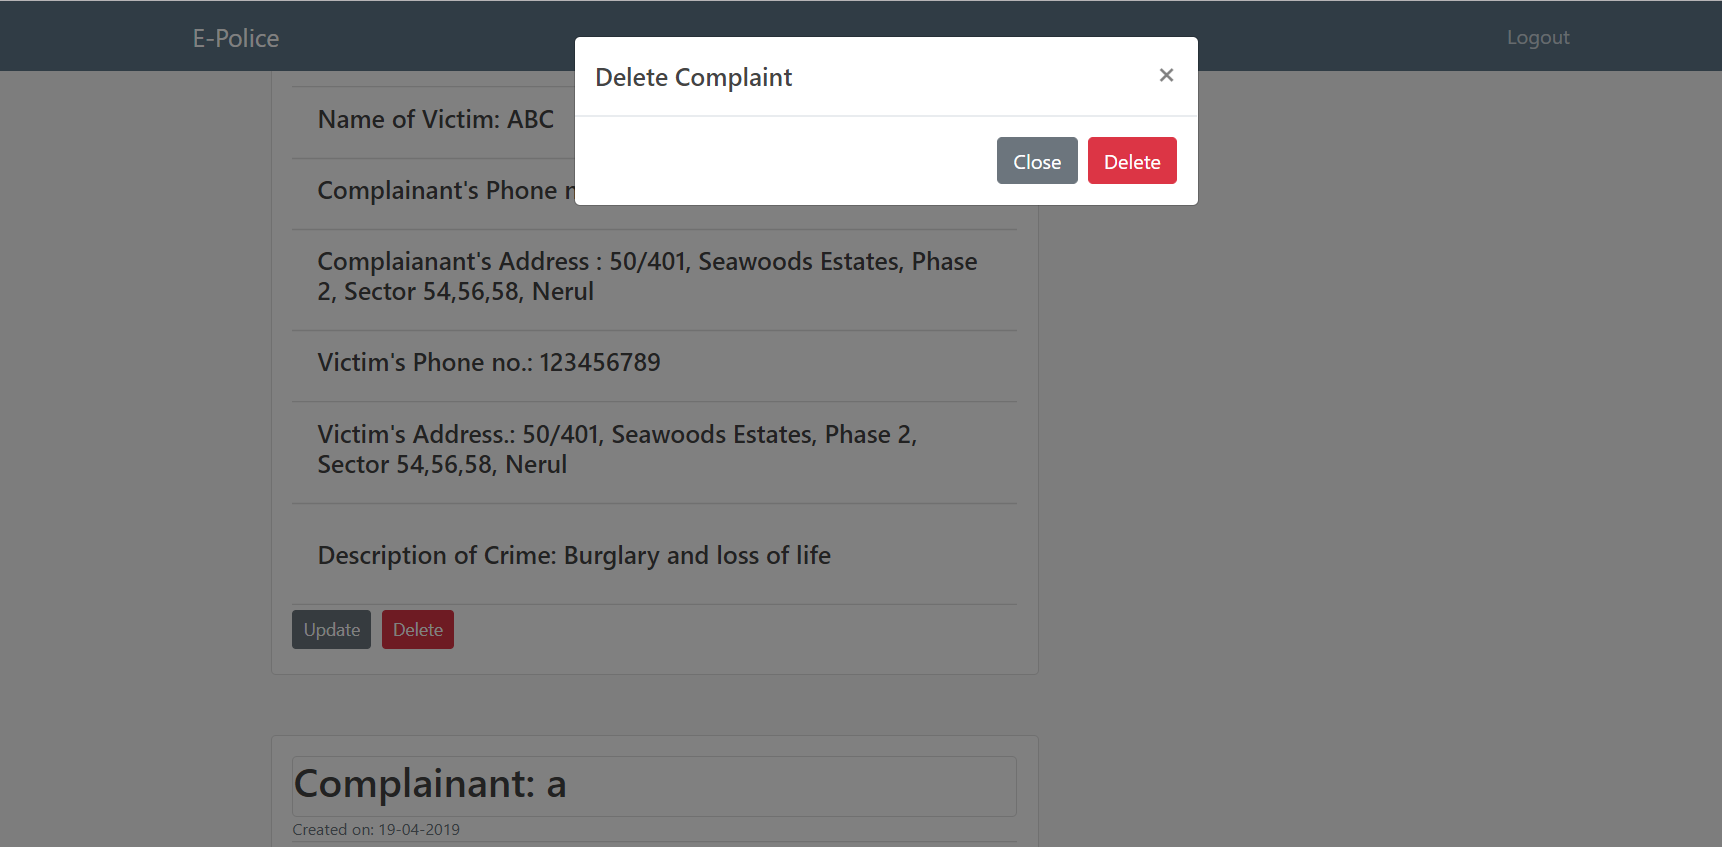 E-Police
Logout
Delete Complaint
×
Close
Delete
Name of Victim: ABC
Complainant's Phone
Complaianant's Address : 50/401, Seawoods Estates, Phase
2, Sector 54,56,58, Nerul
Victim's Phone no.: 123456789
Victim's Address.: 50/401, Seawoods Estates, Phase 2,
Sector 54,56,58, Nerul
Description of Crime: Burglary and loss of life
Update
Delete
Complainant: a
Created on: 19-04-2019